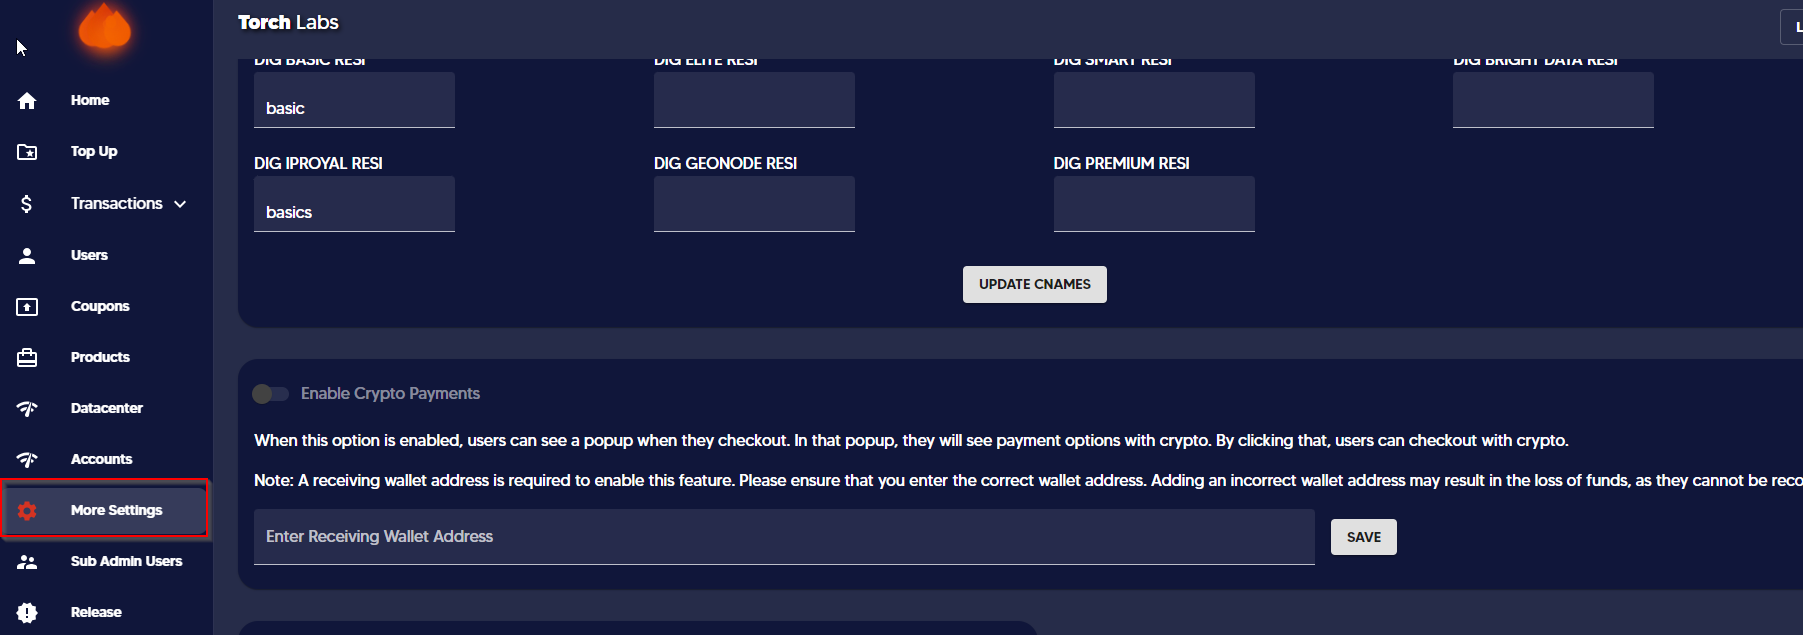 Torch Labs
L
Home
Top Up
Transactions
Users
Coupons
Products
Datacenter
Accounts
More Settings
Sub Admin Users
Release
DIG BASIC RESI
DIG ELITE RESI
DIG SMART RESI
DIG BRIGHT DATA RESI
basic
DIG IPROYAL RESI
DIG GEONODE RESI
DIG PREMIUM RESI
basics
UPDATE CNAMES
Enable Crypto Payments
When this option is enabled, users can see a popup when they checkout. In that popup, they will see payment options with crypto. By clicking that, users can checkout with crypto.
Note: A receiving wallet address is required to enable this feature. Please ensure that you enter the correct wallet address. Adding an incorrect wallet address may result in the loss of funds, as they cannot be reco
Enter Receiving Wallet Address
SAVE